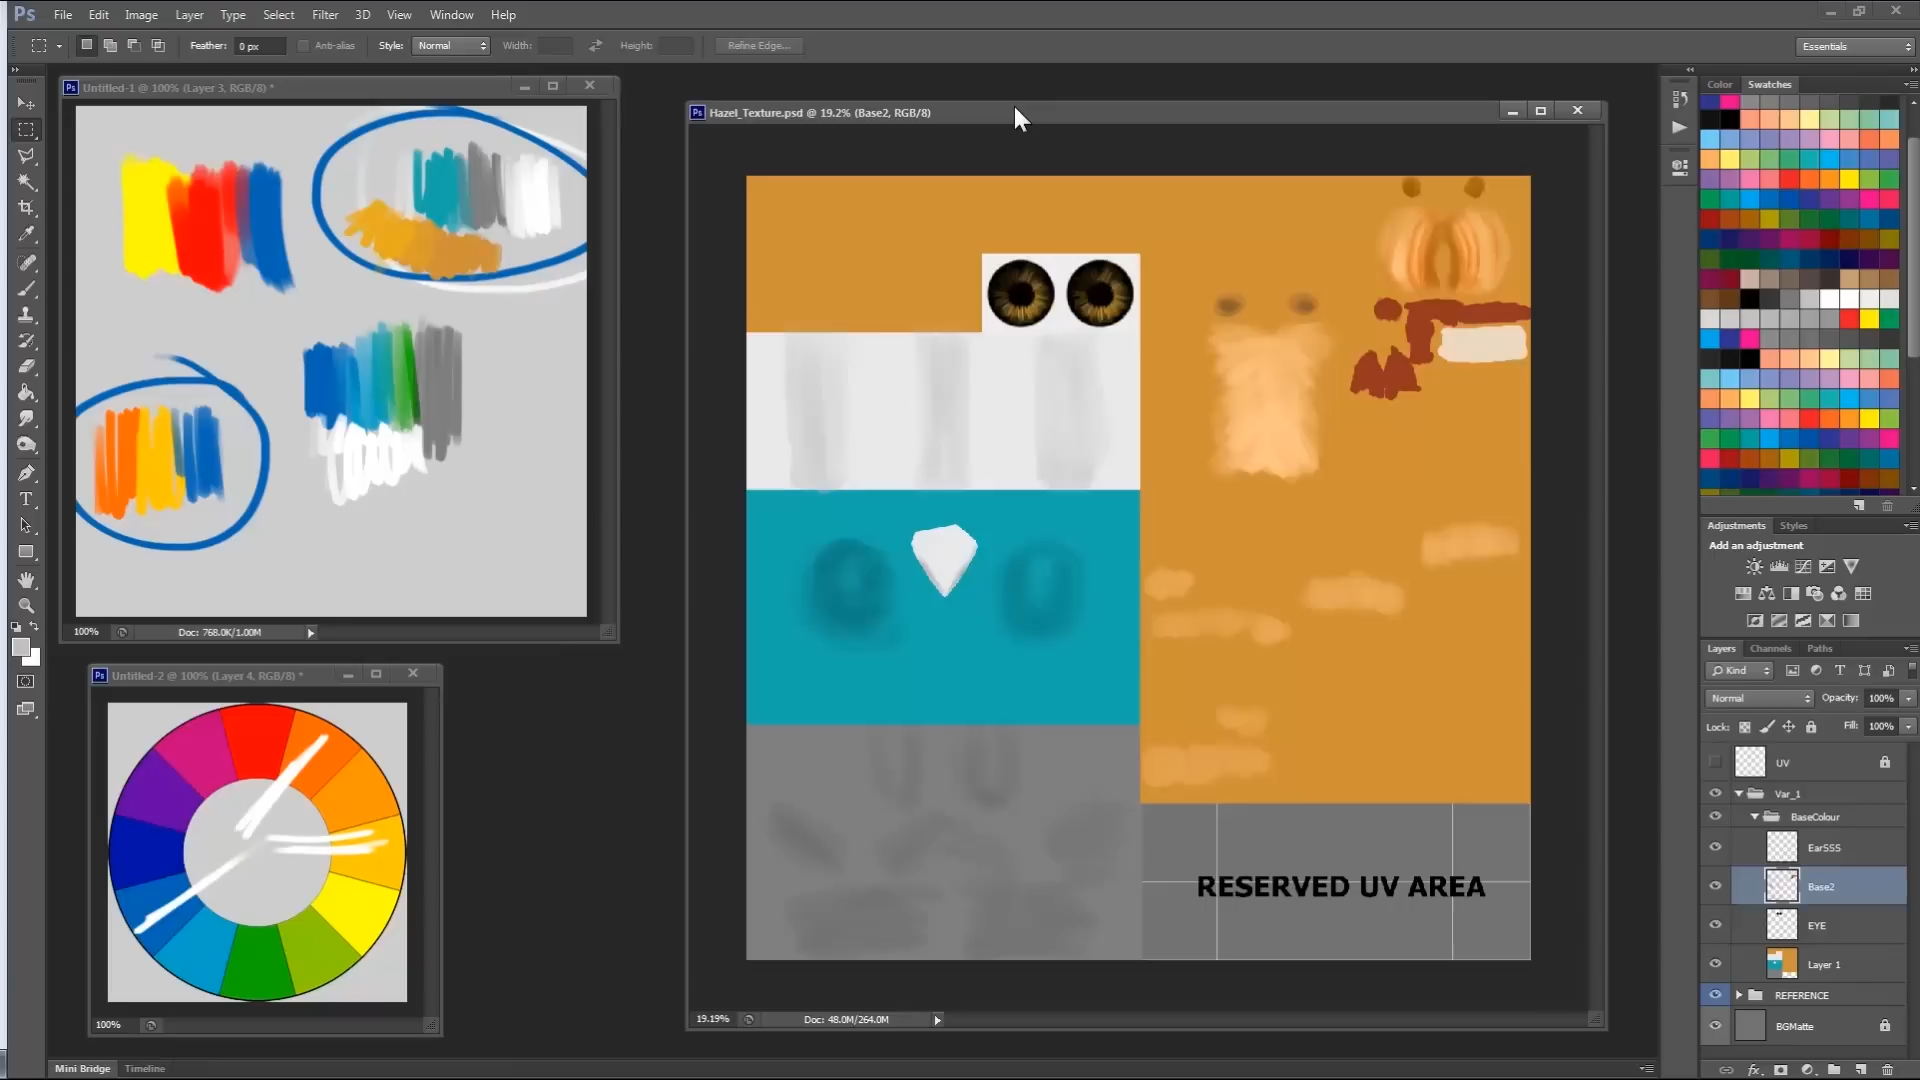 Ps File Edit Image Layer Type Select Filter 3D View Window Help
Feather: 0 px Anti-alias Style: Normal Width: Height: Refine Edge... Essentials
Ps Untitled-1 @ 100% (Layer 3, RGB/8) *
100% Doc: 768.0K/1.00M
Ps Untitled-2 @ 100% (Layer 4, RGB/8) *
100%
Ps Hazel_Texture.psd @ 19.2% (Base2, RGB/8)
RESERVED UV AREA
19.19% Doc: 48.0M/264.0M
Color Swatches
Adjustments Styles
Add an adjustment
Layers Channels Paths
Kind
Normal Opacity: 100%
Lock: Fill: 100%
UV
Var_1
BaseColour
EarSSS
Base2
EYE
Layer 1
REFERENCE
BGMatte
Mini Bridge Timeline